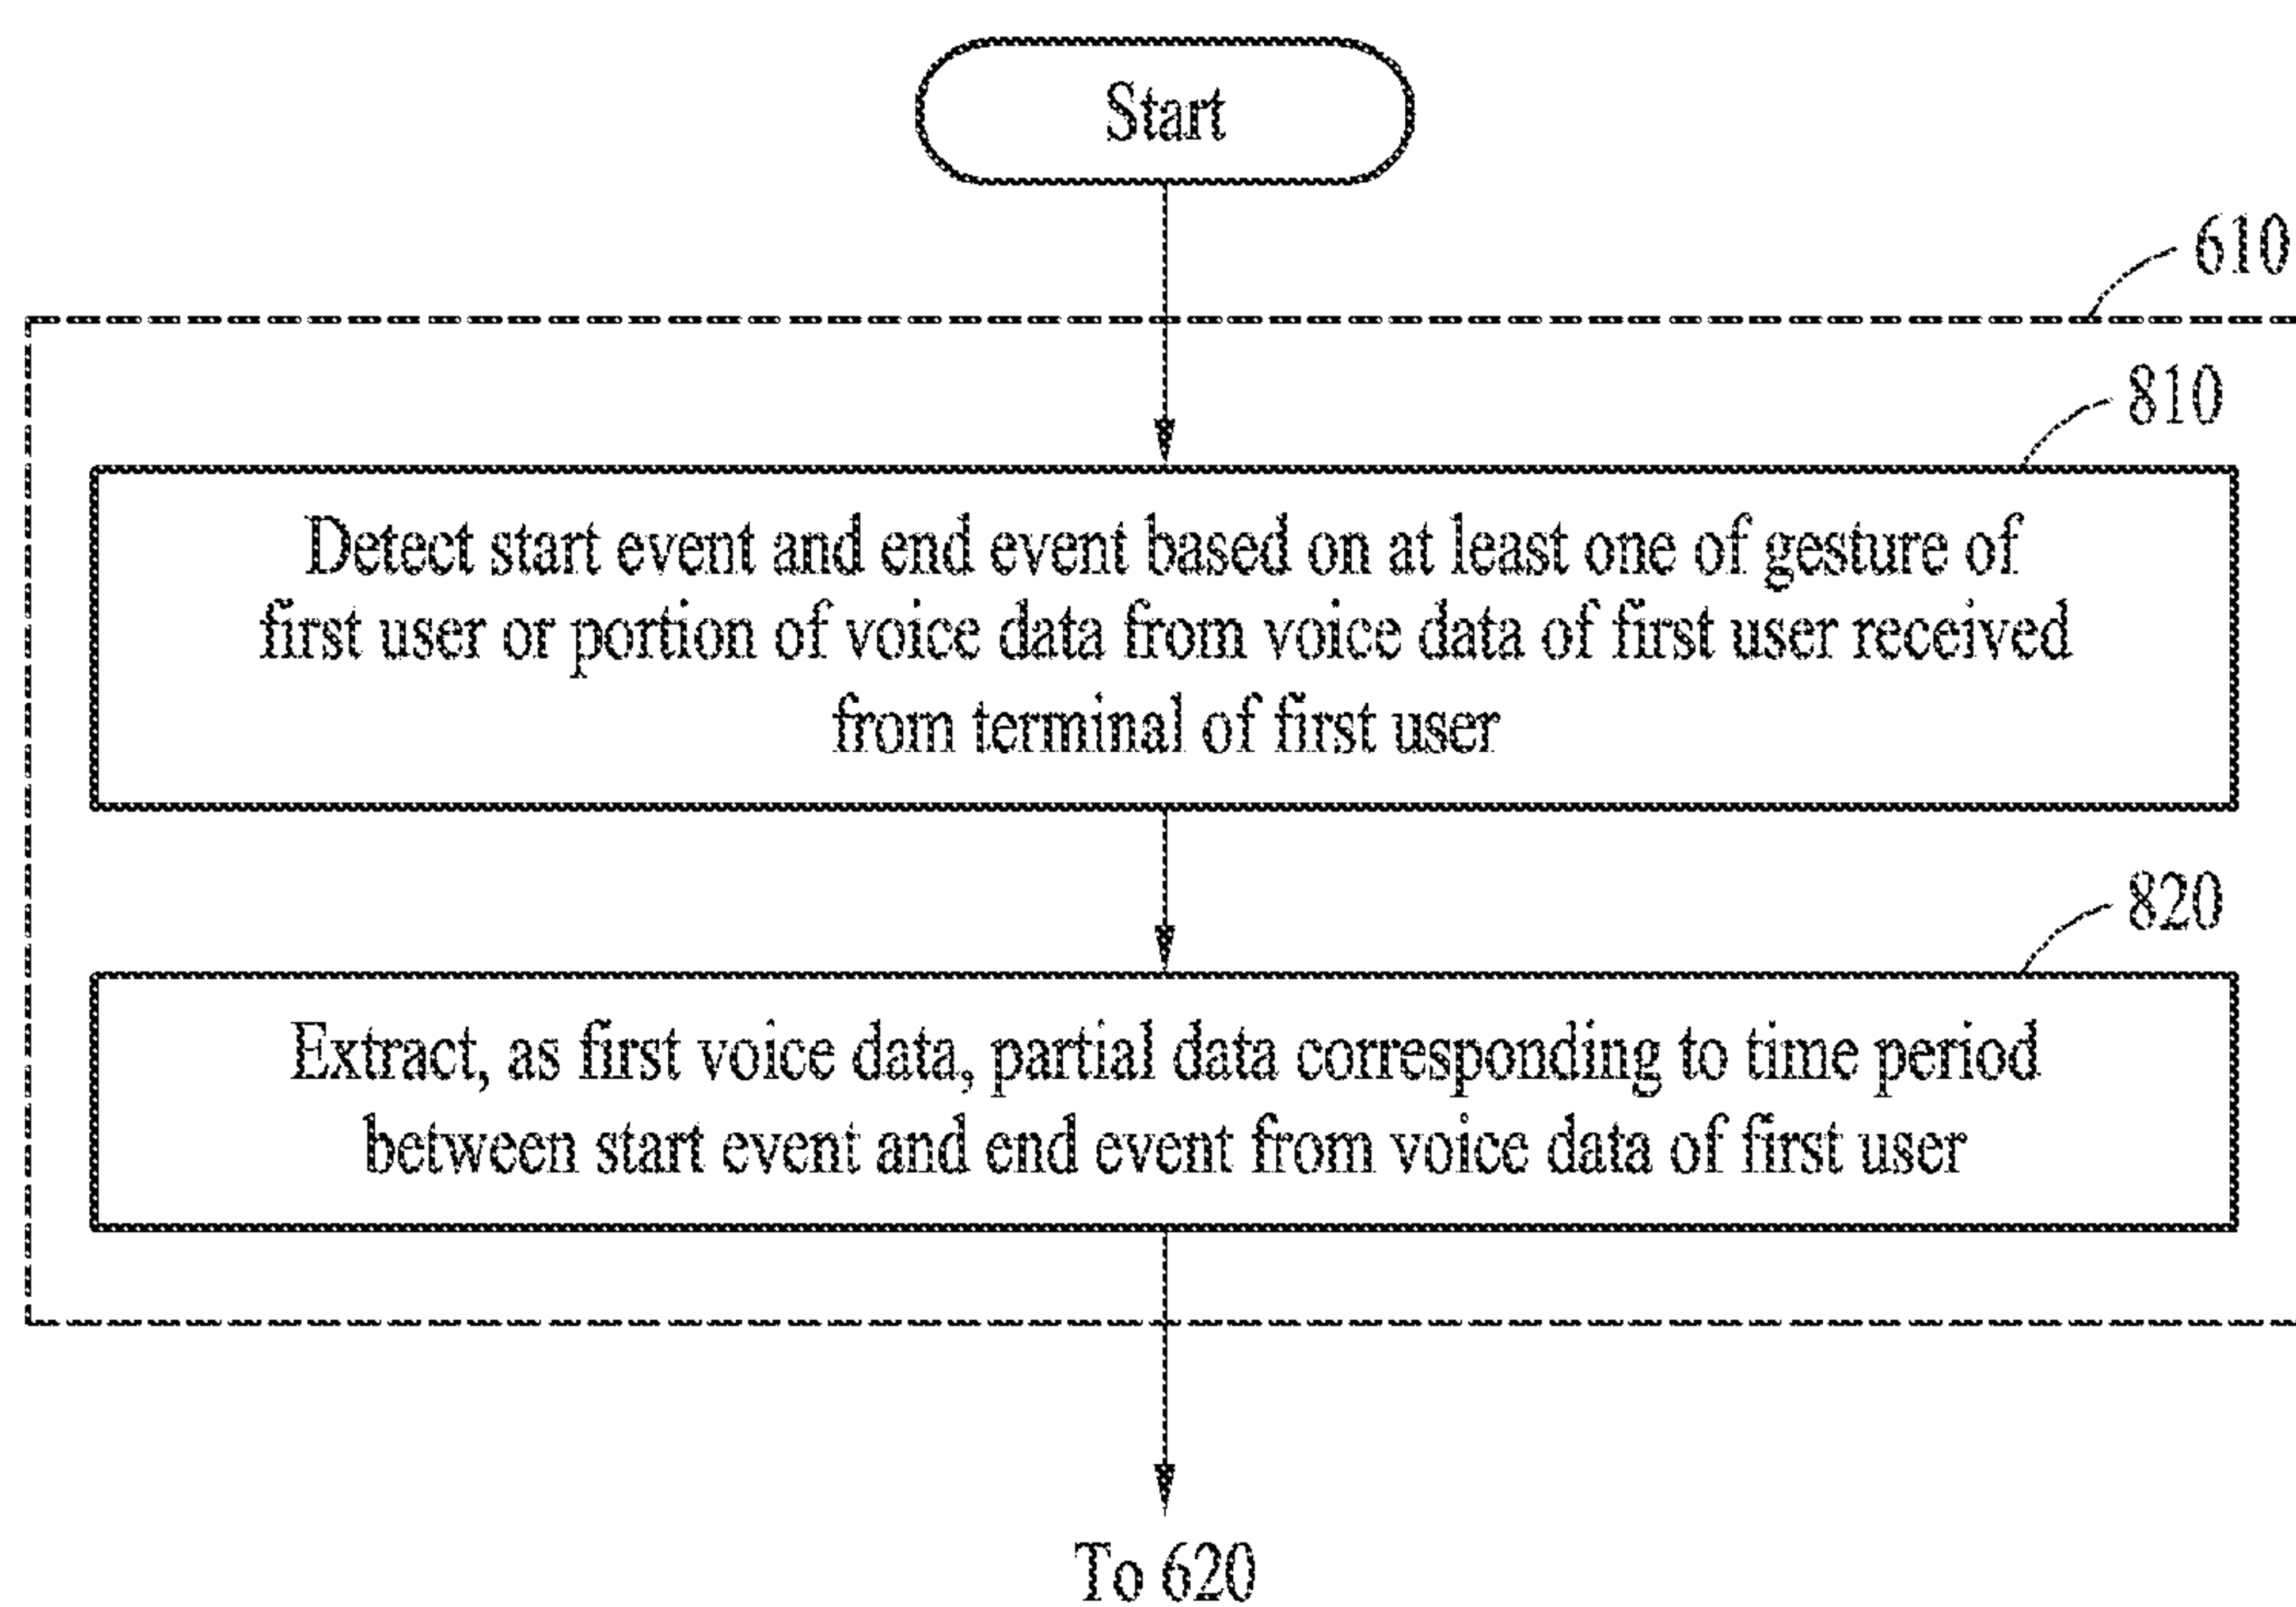 Start
610
810
Detect start event and end event based on at least one of gesture of
first user or portion of voice data from voice data of first user received
from terminal of first user
820
Extract, as first voice data, partial data corresponding to time period
between start event and end event from voice data of first user
To 620